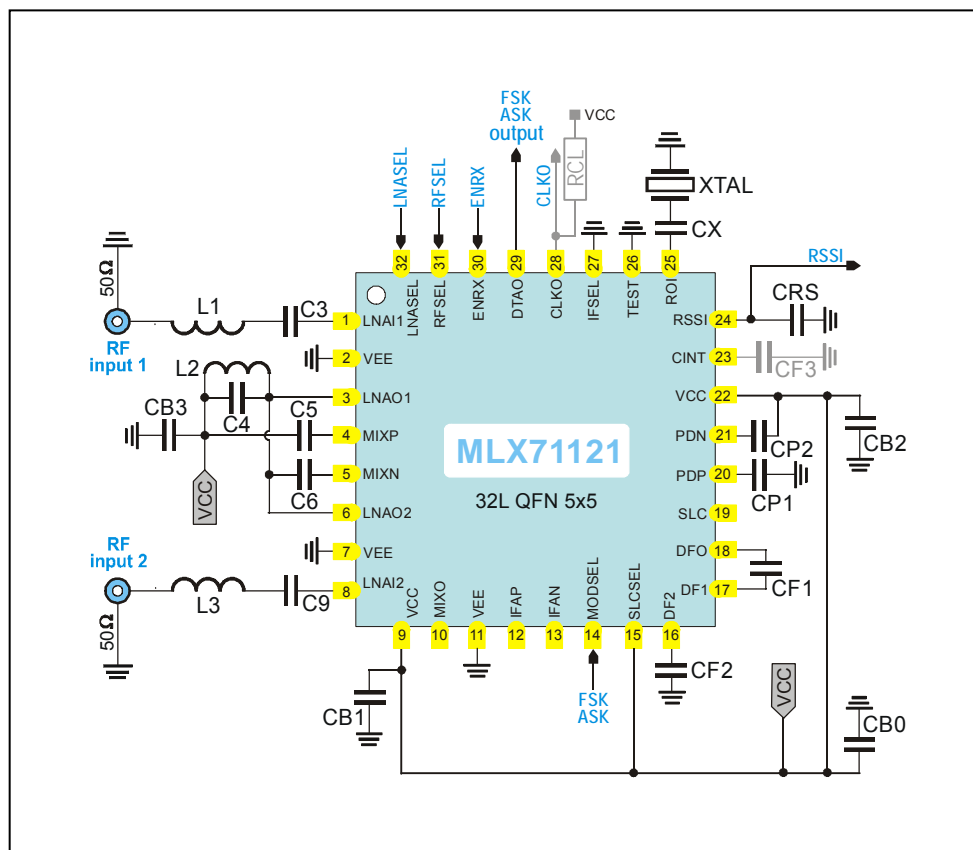 FSK
ASK
output
VCC
LNASEL
RFSEL
ENRX
CLKO
RCL
XTAL
CX
RSSI
50Ω
32
31
30
29
28
27
26
25
LNASEL
RFSEL
ENRX
DTAO
CLKO
IFSEL
TEST
ROI
L1
C3
1
LNAI1
RF
input 1
2
VEE
L2
3
LNAO1
C4
CB3
C5
4
MIXP
5
MIXN
C6
6
LNAO2
VCC
RF
input 2
7
VEE
8
LNAI2
L3
C9
50Ω
MLX71121
32L QFN 5x5
RSSI
24
CRS
CINT
23
CF3
VCC
22
PDN
21
CP2
CB2
PDP
20
CP1
SLC
19
DFO
18
DF1
17
CF1
VCC
MIXO
VEE
IFAP
IFAN
MODSEL
SLCSEL
DF2
9
10
11
12
13
14
15
16
CB1
FSK
ASK
CF2
VCC
CB0